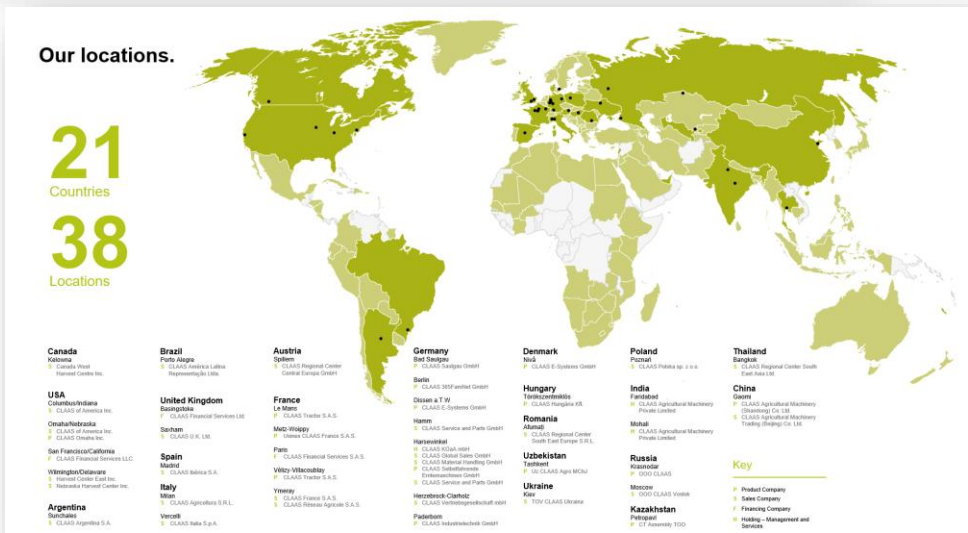 Our locations.
21
Countries
38
Locations
Canada
Kelowna
S Canada West
Harvest Centre Inc.
USA
Columbus/Indiana
S CLAAS of America Inc.
Omaha/Nebraska
S CLAAS of America Inc.
P CLAAS Omaha Inc.
San Francisco/California
F CLAAS Financial Services LLC.
Wilmington/Delaware
S Harvest Center East Inc.
S Nebraska Harvest Center Inc.
Argentina
Sunchales
S CLAAS Argentina S.A.
Brazil
Porto Alegre
S CLAAS América Latina
Representação Ltda
United Kingdom
Basingstoke
F CLAAS Financial Services Ltd
Saxham
S CLAAS U.K. Ltd.
Spain
Madrid
S CLAAS Ibérica S.A.
Italy
Milan
S CLAAS Agricoltura S.R.L.
Vercelli
S CLAAS Italia S.p.A.
Austria
Spillern
S CLAAS Regional Center
Central Europe GmbH
France
Le Mans
P CLAAS Tractor S.A.S.
Metz-Woippy
P Usines CLAAS France S.A.S.
Paris
F CLAAS Financial Services S.A.S.
Vélizy-Villacoublay
P CLAAS Tractor S.A.S.
Ymeray
S CLAAS France S.A.S.
S CLAAS Réseau Agricole S.A.S.
Germany
Bad Saulgau
P CLAAS Saulgau GmbH
Berlin
P CLAAS 365FarmNet GmbH
Dissen a T.W.
P CLAAS E-Systems GmbH
Hamm
S CLAAS Service and Parts GmbH
Harsewinkel
H CLAAS KGaA mbH
S CLAAS Global Sales GmbH
S CLAAS Material Handling GmbH
P CLAAS Selbstfahrende
Erntemaschinen GmbH
S CLAAS Service and Parts GmbH
Herzebrock-Clarholz
S CLAAS Vertriebsgesellschaft mbH
Paderborn
P CLAAS Industrietechnik GmbH
Denmark
Nivå
P CLAAS E-Systems GmbH
Hungary
Törökszentmiklós
P CLAAS Hungária Kft.
Romania
Afumati
S CLAAS Regional Center
South East Europe S.R.L.
Uzbekistan
Tashkent
P Uz CLAAS Agro MChJ
Ukraine
Kiev
S TOV CLAAS Ukraina
Poland
Poznań
S CLAAS Polska sp. z o.o.
India
Faridabad
H CLAAS Agricultural Machinery
Private Limited
Mohali
H CLAAS Agricultural Machinery
Private Limited
Russia
Krasnodar
P OOO CLAAS
Moscow
S OOO CLAAS Vostok
Kazakhstan
Petropavl
P CT Assembly TOO
Thailand
Bangkok
S CLAAS Regional Center South
East Asia Ltd.
China
Gaomi
P CLAAS Agricultural Machinery
(Shandong) Co. Ltd.
S CLAAS Agricultural Machinery
Trading (Beijing) Co. Ltd.
Key
P Product Company
S Sales Company
F Financing Company
H Holding – Management and
Services